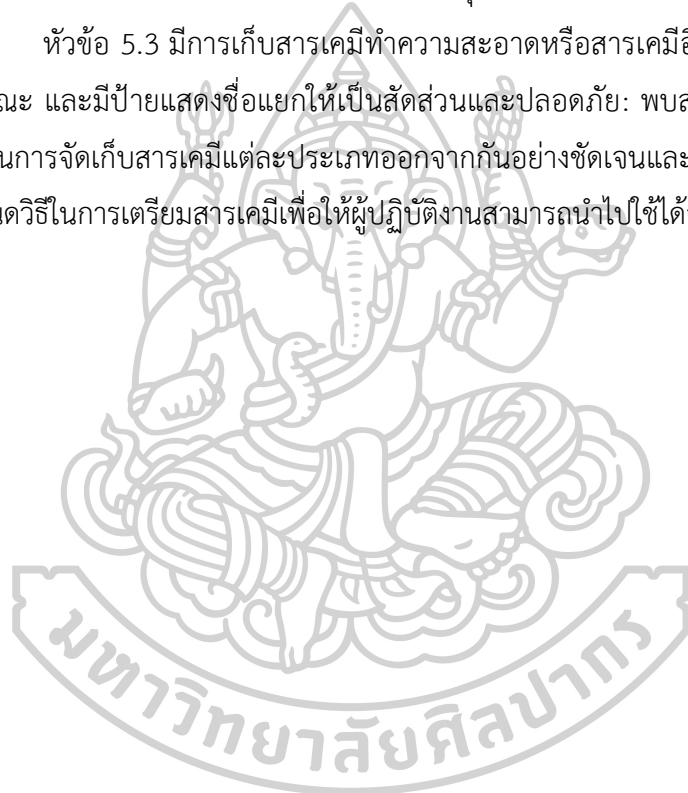 หัวข้อ 5.3 มีการเก็บสารเคมีทำความสะอาดหรือสารเคมี
ณะ และมีป้ายแสดงชื่อแยกให้เป็นสัดส่วนและปลอดภัย: พบ
นการจัดเก็บสารเคมีแต่ละประเภทออกจากกันอย่างชัดเจนและ
นดวิธีในการเตรียมสารเคมีเพื่อให้ผู้ปฏิบัติงานสามารถนำไปใช้ได้
มหาวิทยาลัยศิลปากร